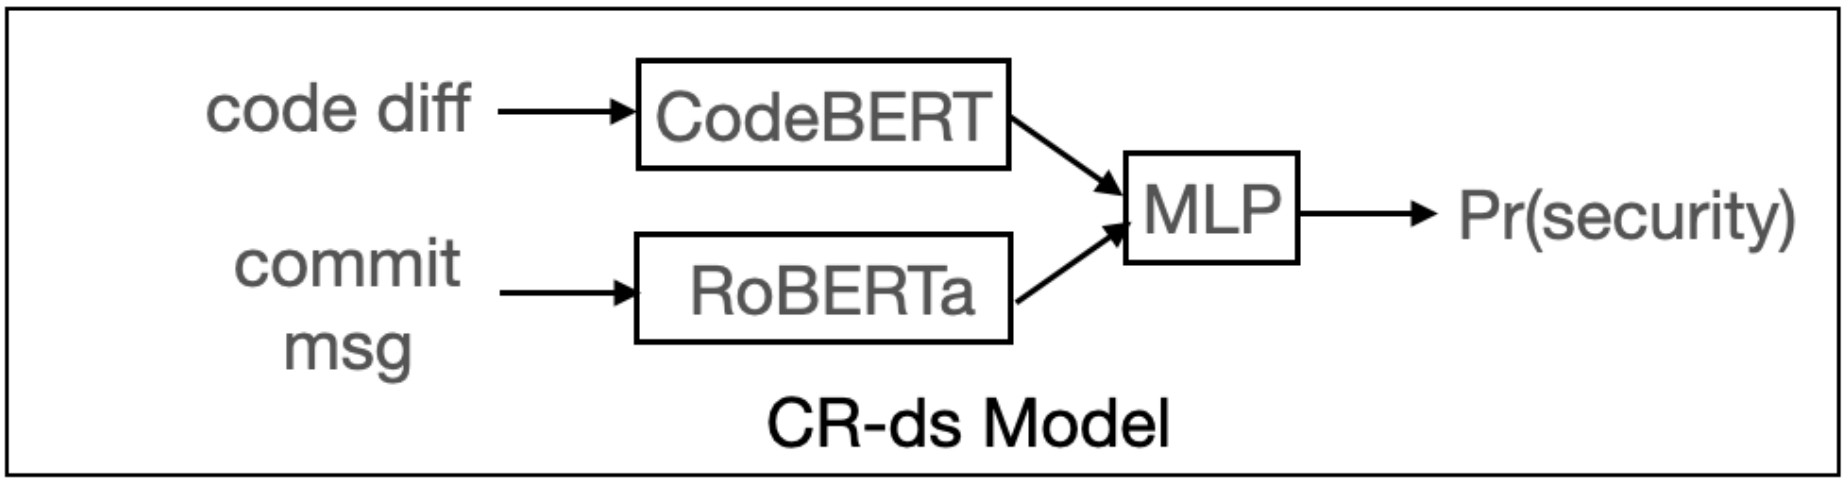 code diff
CodeBERT
commit
msg
RoBERTa
MLP
Pr(security)
CR-ds Model